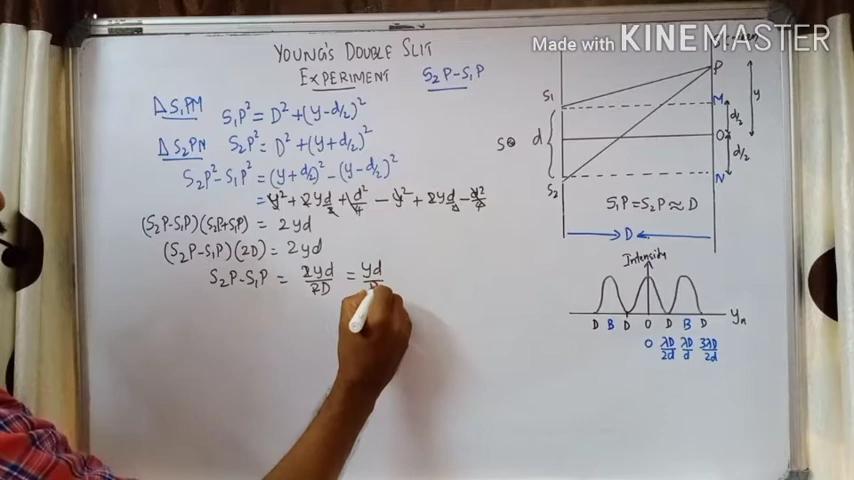 Made with KINEMASTER
YOUNG'S DOUBLE SLIT
EXPERIMENT
S₂P-S₁P
Δ S₁PM
S₁P² = D² + (y-d/2)²
Δ S₂PN
S₂P² = D² + (y+d/2)²
S₂P² - S₁P² = (y+d/2)² - (y-d/2)²
= y² + 2yd/2 + d²/4 - y² + 2yd/2 - d²/4
(S₂P-S₁P)(S₂P+S₁P) = 2yd
(S₂P-S₁P)(2D) = 2yd
S₂P-S₁P = 2yd/2D = yd/D
P
y
S₁
M
d/2
S
d
O
d/2
S₂
N
S₁P = S₂P ≈ D
D
Intensity
yₙ
D B D O D B D
O λD/2d λD/d 3λD/2d